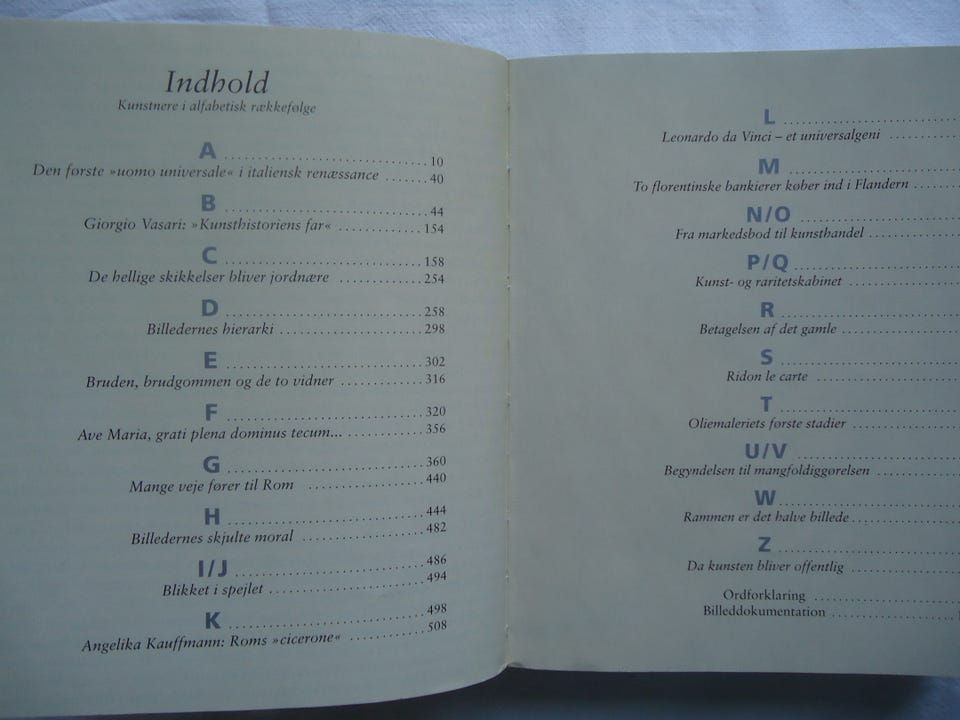 Indhold
Kunstnere i alfabetisk rækkefølge
A ........................ 10
Den første »uomo universale« i italiensk renæssance ...... 40
B ........................ 44
Giorgio Vasari: »Kunsthistoriens far« ............ 154
C ........................ 158
De hellige skikkelser bliver jordnære ............ 254
D ........................ 258
Billedernes hierarki .................. 298
E ........................ 302
Bruden, brudgommen og de to vidner ........... 316
F ........................ 320
Ave Maria, grati plena dominus tecum... .......... 356
G ........................ 360
Mange veje fører til Rom .............. 440
H ........................ 444
Billedernes skjulte moral ............... 482
I/J ....................... 486
Blikket i spejlet ................... 494
K ........................ 498
Angelika Kauffmann: Roms »cicerone« .......... 508
L ........................
Leonardo da Vinci – et universalgeni ..........
M ........................
To florentinske bankierer køber ind i Flandern .......
N/O ....................
Fra markedsbod til kunsthandel ............
P/Q ....................
Kunst- og raritetskabinet ...............
R ........................
Betagelsen af det gamle ................
S ........................
Ridon le carte ....................
T ........................
Oliemaleriets første stadier ..............
U/V ....................
Begyndelsen til mangfoldiggørelsen ...........
W ........................
Rammen er det halve billede..............
Z ........................
Da kunsten bliver offentlig ..............
Ordforklaring ...................
Billeddokumentation .................